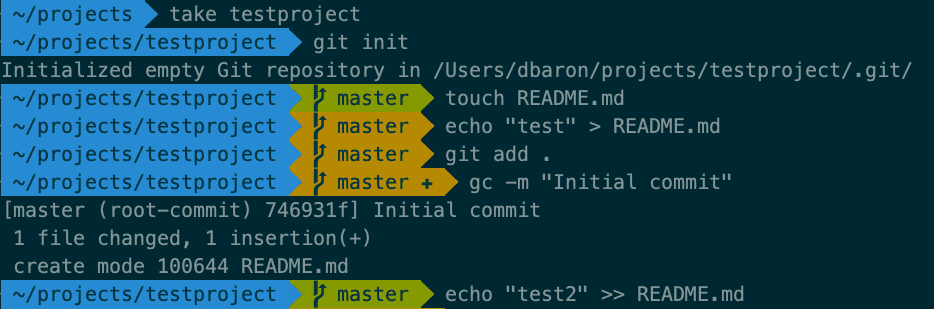 ~/projects take testproject
~/projects/testproject git init
Initialized empty Git repository in /Users/dbaron/projects/testproject/.git/
~/projects/testproject master touch README.md
~/projects/testproject master echo "test" > README.md
~/projects/testproject master git add .
~/projects/testproject master + gc -m "Initial commit"
[master (root-commit) 746931f] Initial commit
1 file changed, 1 insertion(+)
create mode 100644 README.md
~/projects/testproject master echo "test2" >> README.md